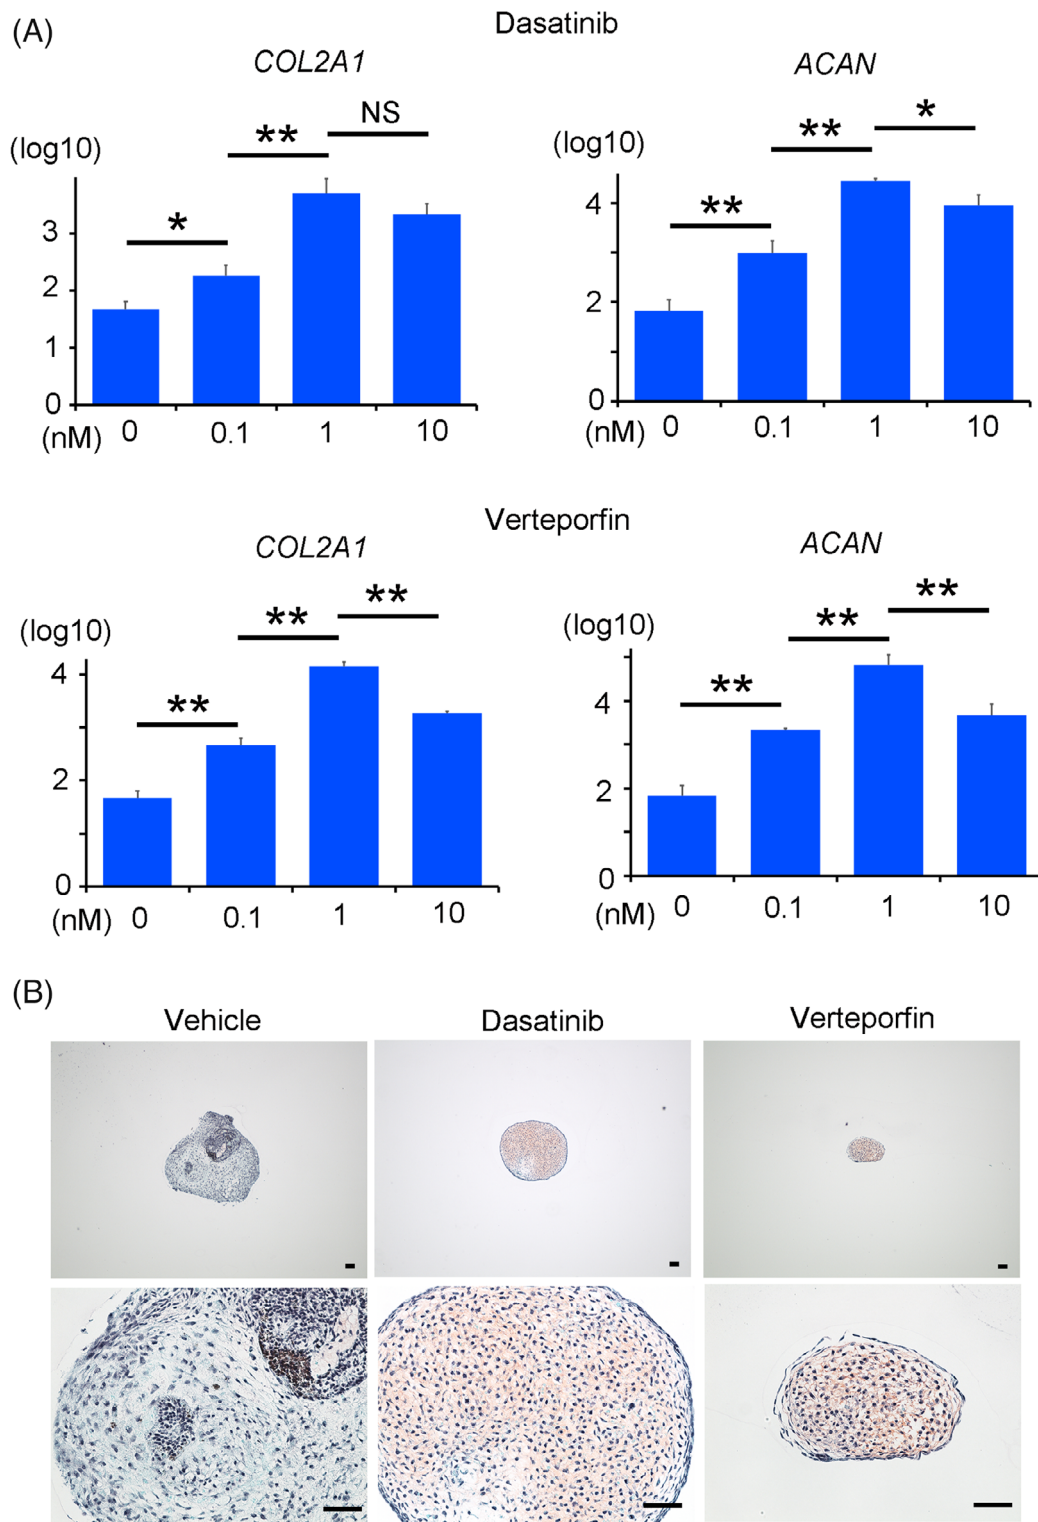 (A)
Dasatinib
COL2A1
ACAN
(log10)
* ** NS
3
2
1
0
(nM) 0 0.1 1 10
(log10)
** ** *
4
2
0
(nM) 0 0.1 1 10
Verteporfin
COL2A1
ACAN
(log10)
** ** **
4
2
0
(nM) 0 0.1 1 10
(log10)
** ** **
4
2
0
(nM) 0 0.1 1 10
(B)
Vehicle Dasatinib Verteporfin